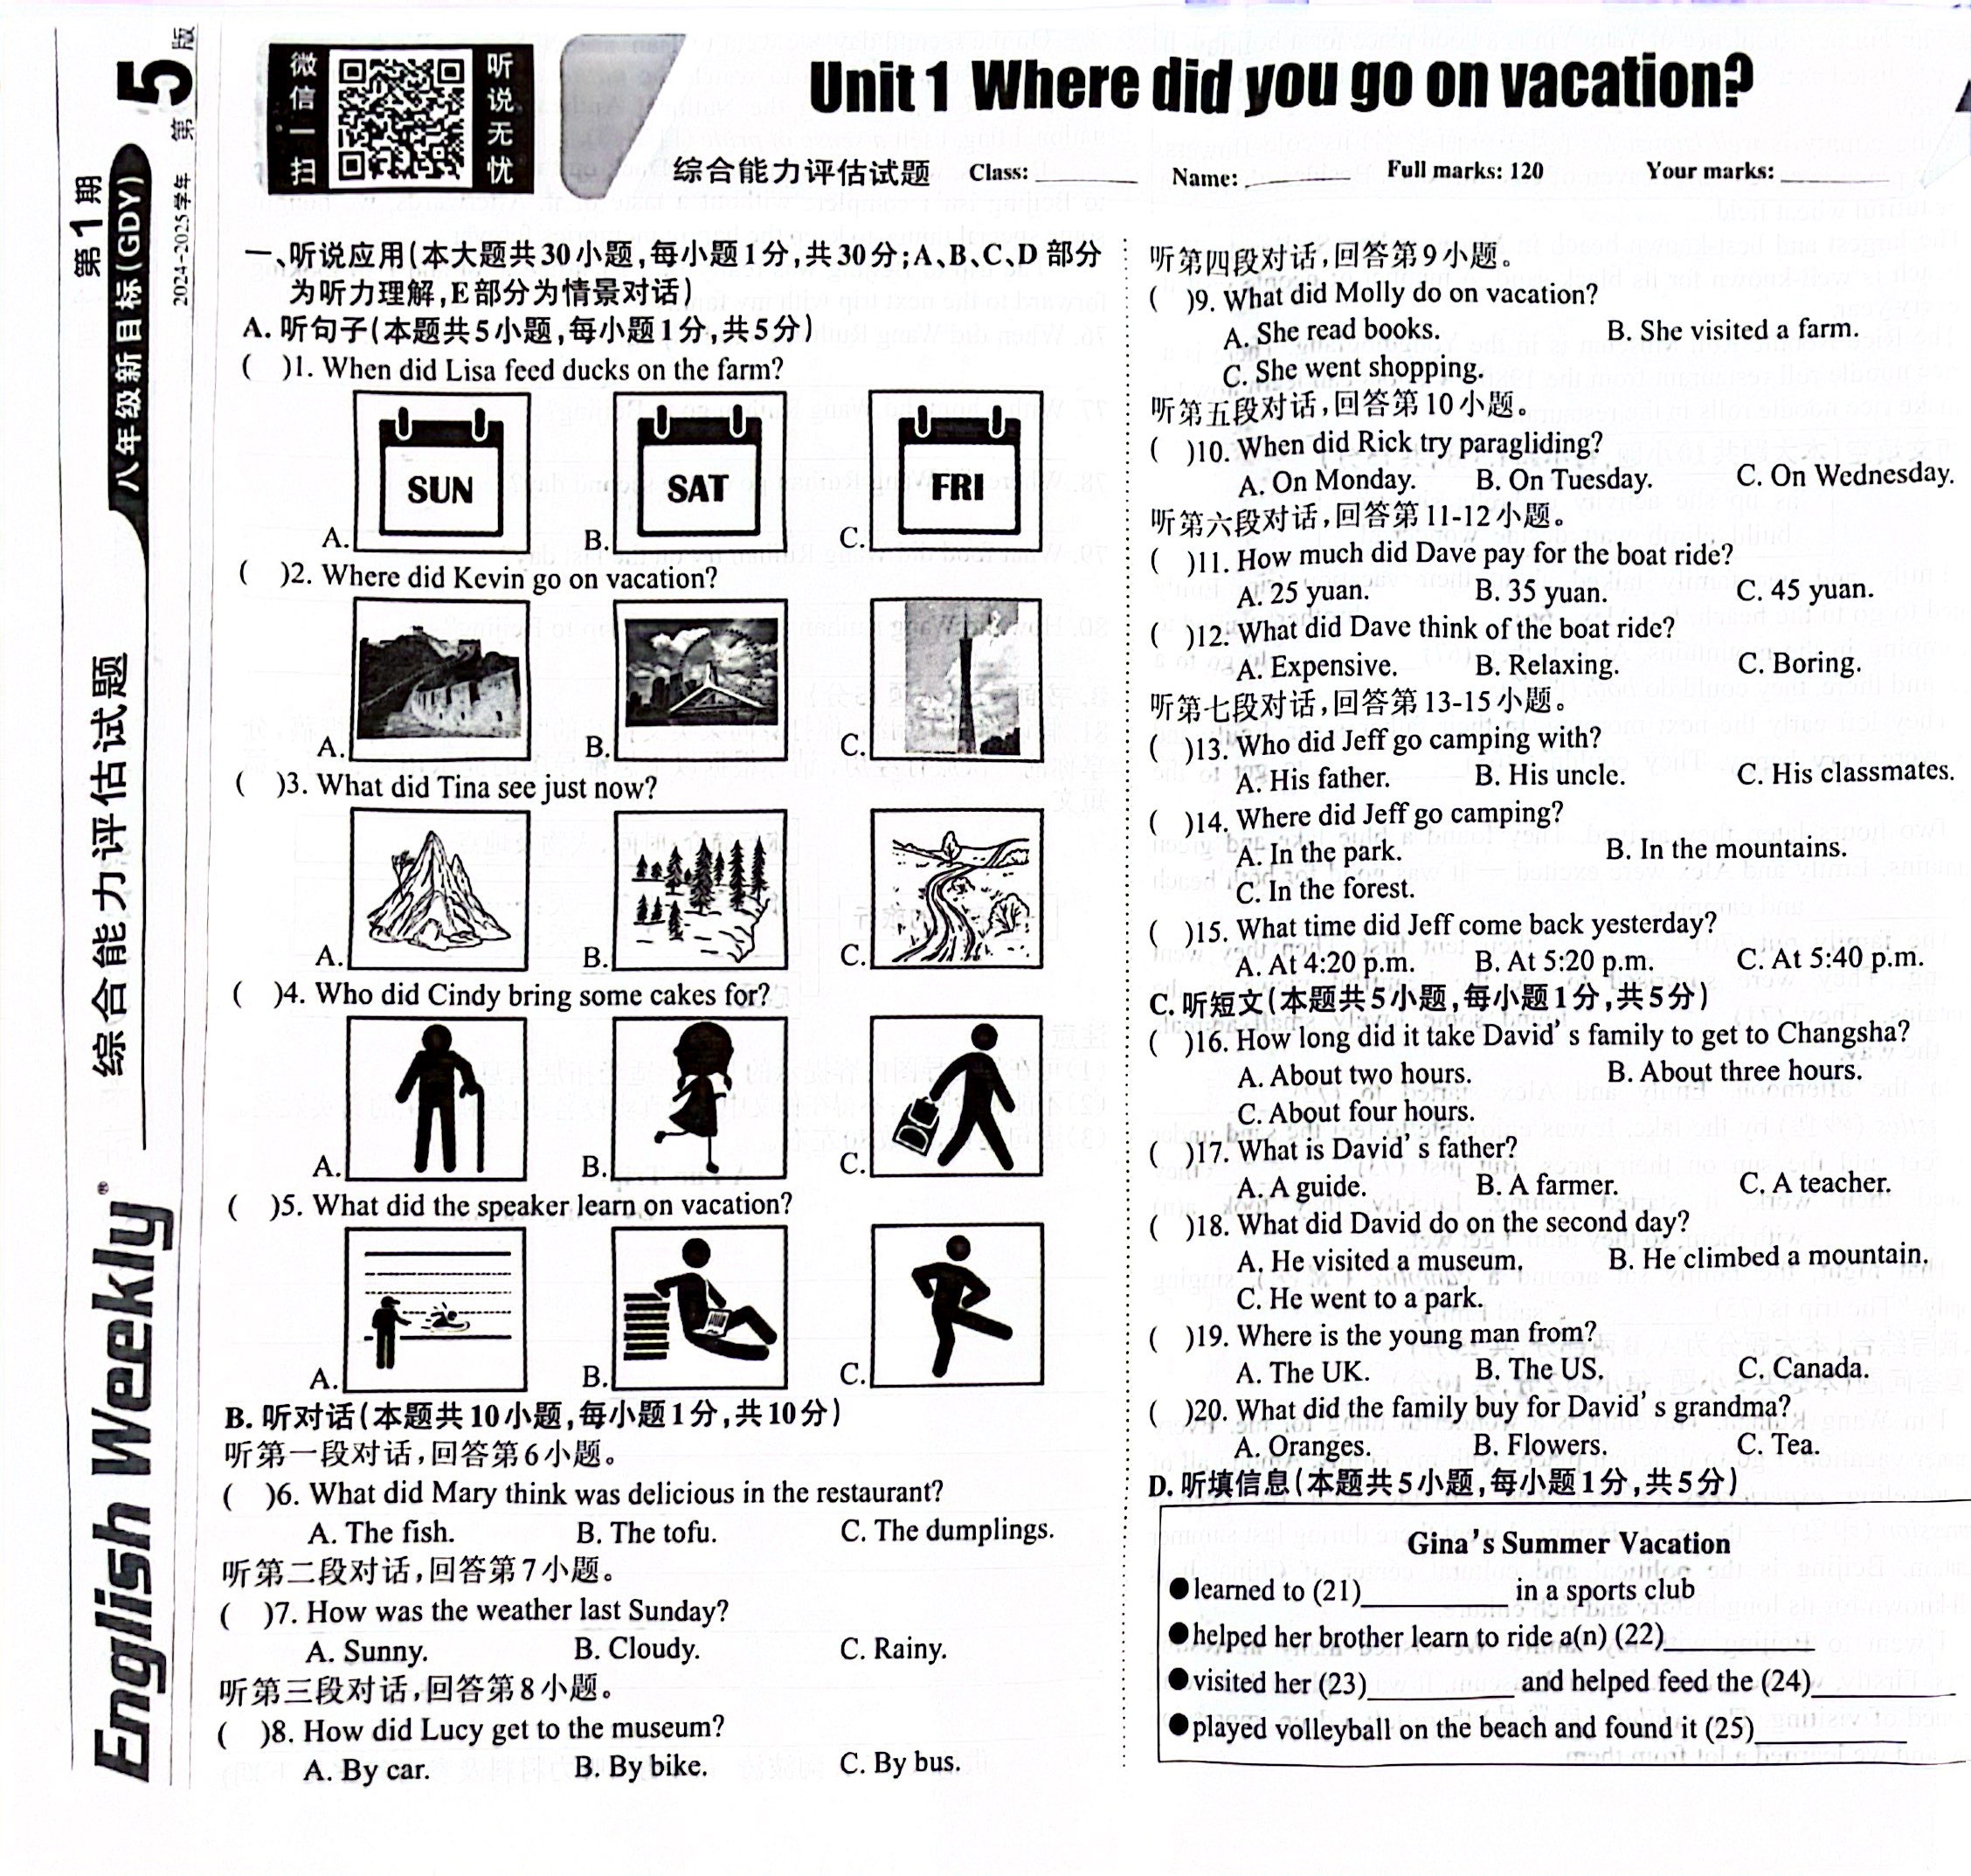 第1期
八年级新目标(GDY)
2024-2025学年
第5版
综合能力评估试题
English Weekly®
微信一扫
听说无忧
Unit 1 Where did you go on vacation?
综合能力评估试题 Class: Name: Full marks: 120 Your marks:
一、听说应用(本大题共30小题,每小题1分,共30分;A、B、C、D 部分
为听力理解,E部分为情景对话)
A. 听句子(本题共5小题,每小题1分,共5分)
( )1. When did Lisa feed ducks on the farm?
SUN SAT FRI
A. B. C.
( )2. Where did Kevin go on vacation?
A. B. C.
( )3. What did Tina see just now?
A. B. C.
( )4. Who did Cindy bring some cakes for?
A. B. C.
( )5. What did the speaker learn on vacation?
A. B. C.
B. 听对话(本题共10小题,每小题1分,共10分)
听第一段对话,回答第6小题。
( )6. What did Mary think was delicious in the restaurant?
A. The fish. B. The tofu. C. The dumplings.
听第二段对话,回答第7小题。
( )7. How was the weather last Sunday?
A. Sunny. B. Cloudy. C. Rainy.
听第三段对话,回答第8小题。
( )8. How did Lucy get to the museum?
A. By car. B. By bike. C. By bus.
听第四段对话,回答第9小题。
( )9. What did Molly do on vacation?
A. She read books. B. She visited a farm.
C. She went shopping.
听第五段对话,回答第10小题。
( )10. When did Rick try paragliding?
A. On Monday. B. On Tuesday. C. On Wednesday.
听第六段对话,回答第11-12小题。
( )11. How much did Dave pay for the boat ride?
A. 25 yuan. B. 35 yuan. C. 45 yuan.
( )12. What did Dave think of the boat ride?
A. Expensive. B. Relaxing. C. Boring.
听第七段对话,回答第13-15小题。
( )13. Who did Jeff go camping with?
A. His father. B. His uncle. C. His classmates.
( )14. Where did Jeff go camping?
A. In the park. B. In the mountains.
C. In the forest.
( )15. What time did Jeff come back yesterday?
A. At 4:20 p.m. B. At 5:20 p.m. C. At 5:40 p.m.
C. 听短文(本题共5小题,每小题1分,共5分)
( )16. How long did it take David's family to get to Changsha?
A. About two hours. B. About three hours.
C. About four hours.
( )17. What is David's father?
A. A guide. B. A farmer. C. A teacher.
( )18. What did David do on the second day?
A. He visited a museum. B. He climbed a mountain.
C. He went to a park.
( )19. Where is the young man from?
A. The UK. B. The US. C. Canada.
( )20. What did the family buy for David's grandma?
A. Oranges. B. Flowers. C. Tea.
D. 听填信息(本题共5小题,每小题1分,共5分)
Gina's Summer Vacation
●learned to (21)________ in a sports club
●helped her brother learn to ride a(n) (22)________
●visited her (23)________ and helped feed the (24)________
●played volleyball on the beach and found it (25)________